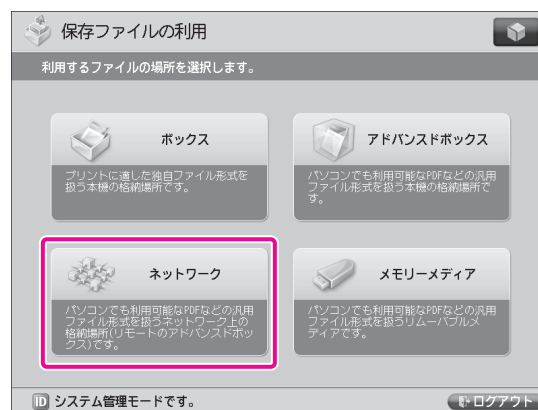 保存ファイルの利用
利用するファイルの場所を選択します。
ボックス
プリントに適した独自ファイル形式を
扱う本機の格納場所です。
アドバンスドボックス
パソコンでも利用可能なPDFなどの汎用
ファイル形式を扱う本機の格納場所で
す。
ネットワーク
パソコンでも利用可能なPDFなどの汎用
ファイル形式を扱うネットワーク上の
格納場所(リモートのアドバンスドボッ
クス)です。
メモリーメディア
パソコンでも利用可能なPDFなどの汎用
ファイル形式を扱うリムーバブルメ
ディアです。
ID システム管理モードです。
ログアウト